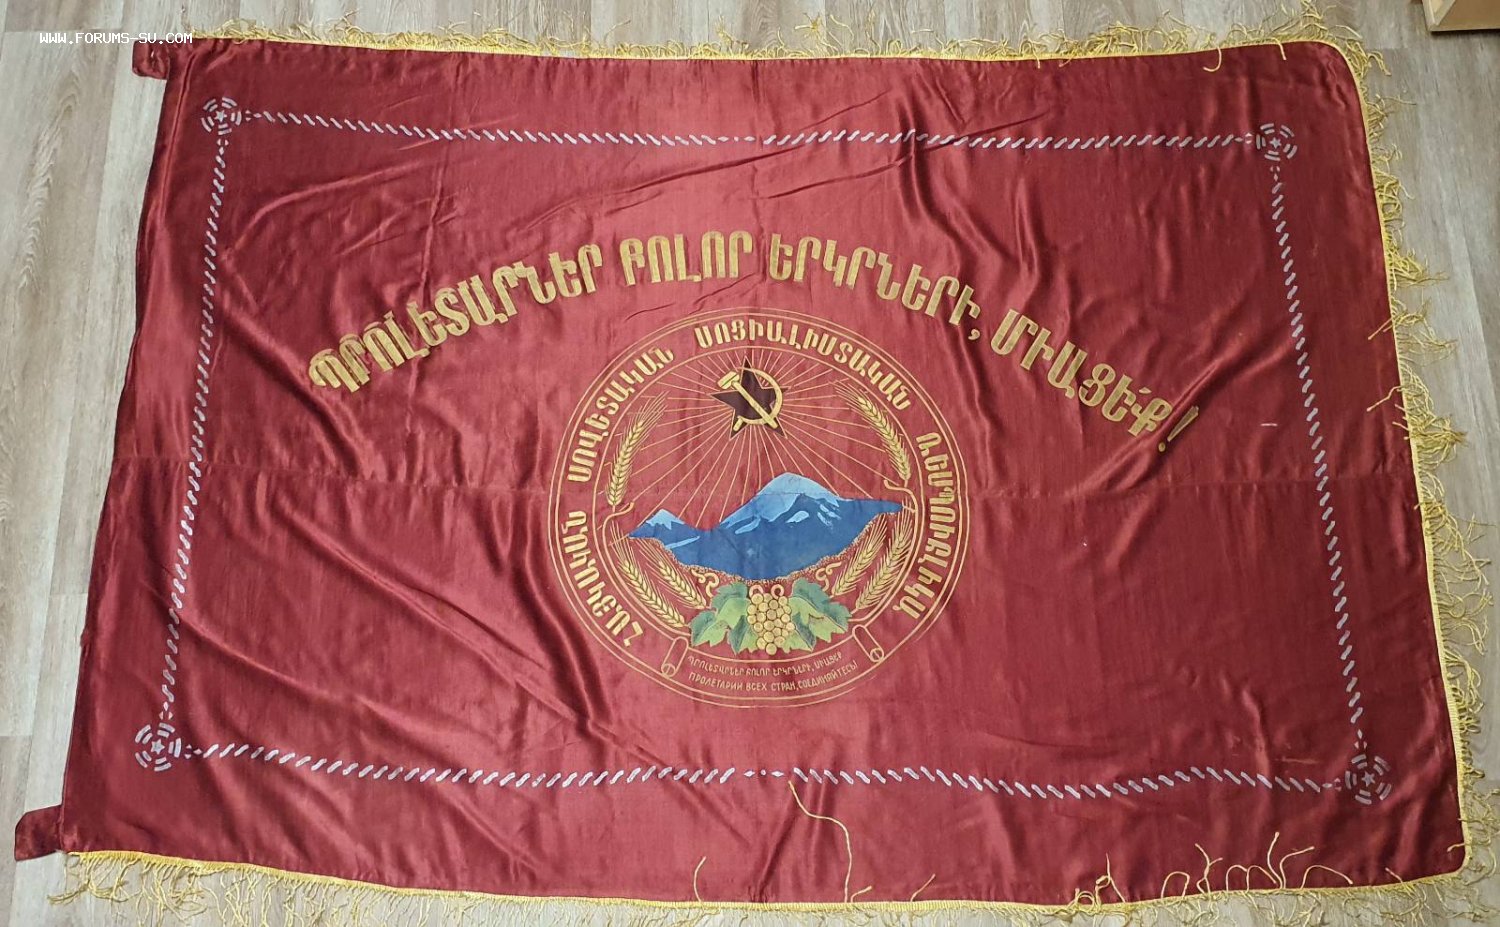 WWW.FORUMS-SU.COM
ՊՐՈԼԵՏԱՐՆԵՐ ԲՈԼՈՐ ԵՐԿՐՆԵՐԻ, ՄԻԱՑԵ՛Ք!
ՀԱՅԿԱԿԱՆ ՍՈՎԵՏԱԿԱՆ ՍՈՑԻԱԼԻՍՏԱԿԱՆ ՌԵՍՊՈՒԲԼԻԿԱ
ՊՐՈԼԵՏԱՐՆԵՐ ԲՈԼՈՐ ԵՐԿՐՆԵՐԻ, ՄԻԱՑԵՔ
ПРОЛЕТАРИИ ВСЕХ СТРАН, СОЕДИНЯЙТЕСЬ!